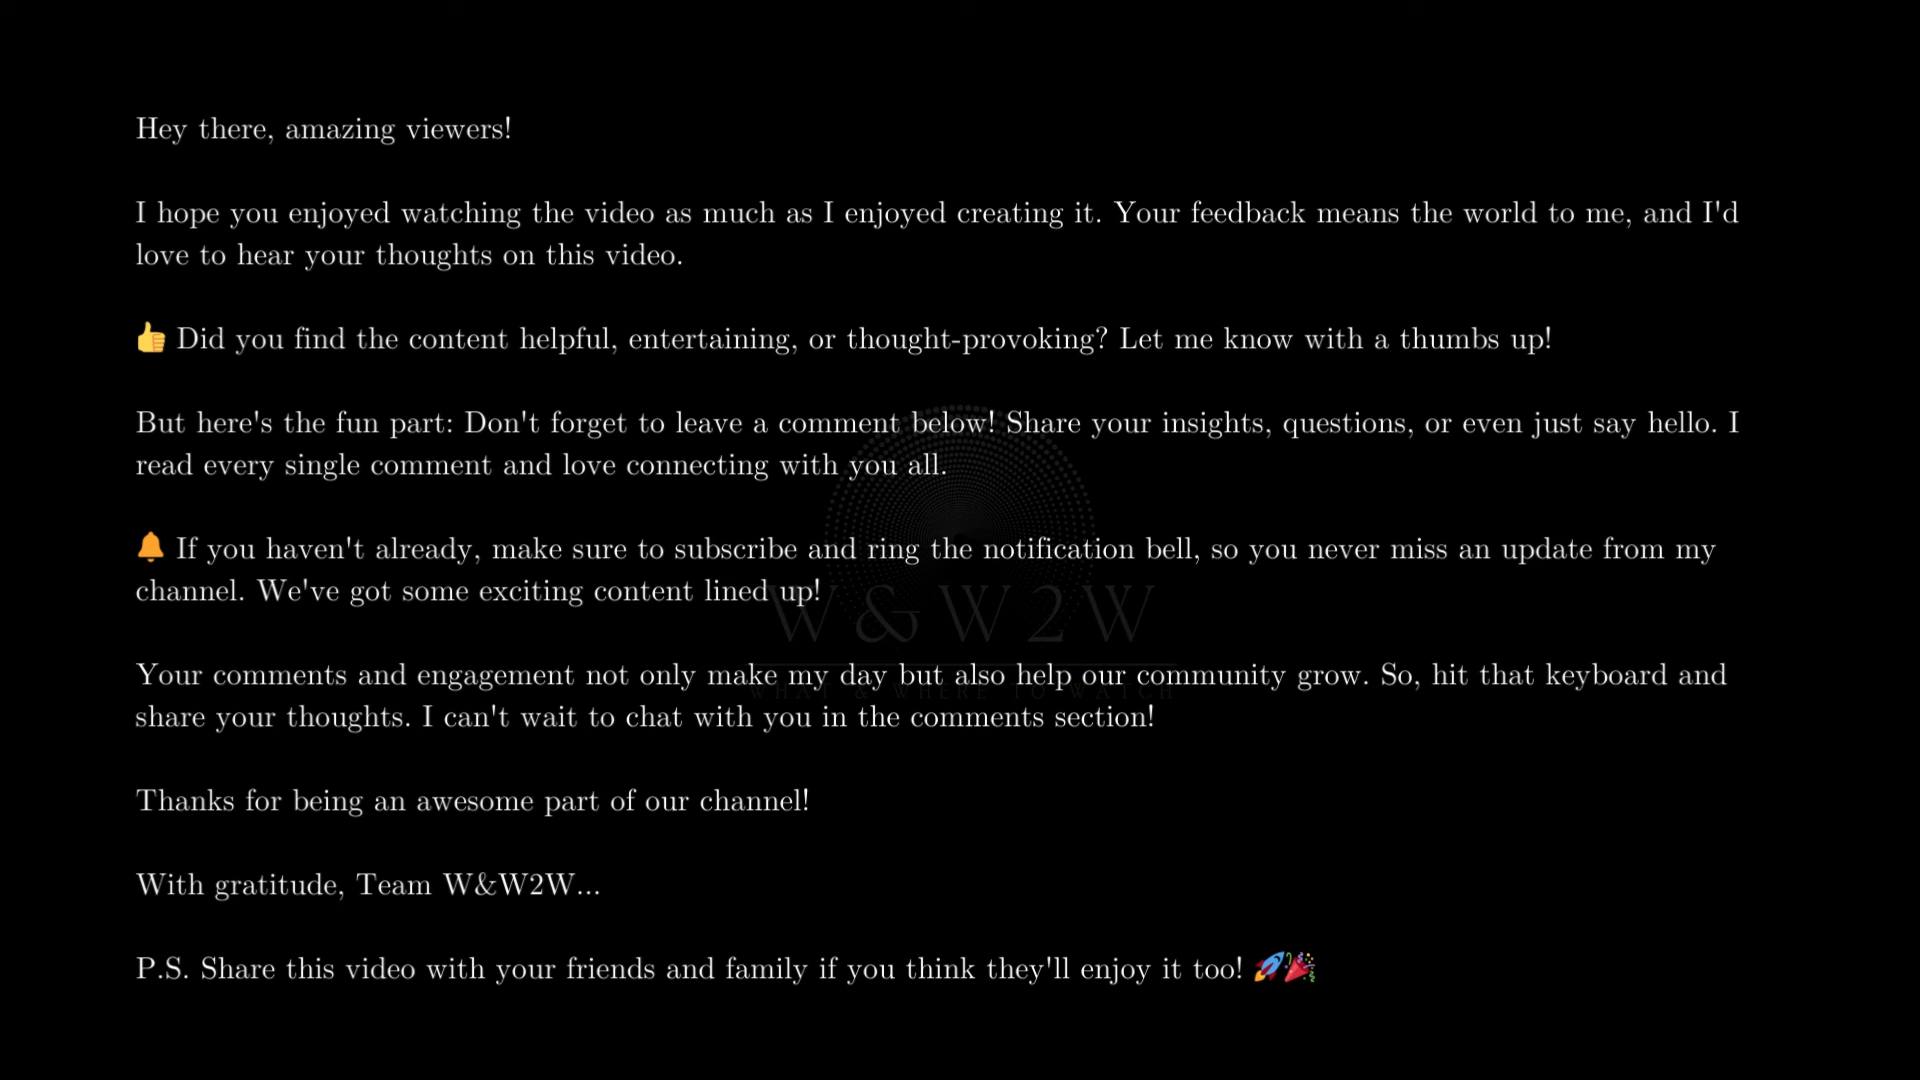 Hey there, amazing viewers!
I hope you enjoyed watching the video as much as I enjoyed creating it. Your feedback means the world to me, and I'd
love to hear your thoughts on this video.
👍 Did you find the content helpful, entertaining, or thought-provoking? Let me know with a thumbs up!
But here's the fun part: Don't forget to leave a comment below! Share your insights, questions, or even just say hello. I
read every single comment and love connecting with you all.
🔔 If you haven't already, make sure to subscribe and ring the notification bell, so you never miss an update from my
channel. We've got some exciting content lined up!
W&W2W
Your comments and engagement not only make my day but also help our community grow. So, hit that keyboard and
WHAT & WHERE TO WATCH
share your thoughts. I can't wait to chat with you in the comments section!
Thanks for being an awesome part of our channel!
With gratitude, Team W&W2W...
P.S. Share this video with your friends and family if you think they'll enjoy it too! 🚀🎉